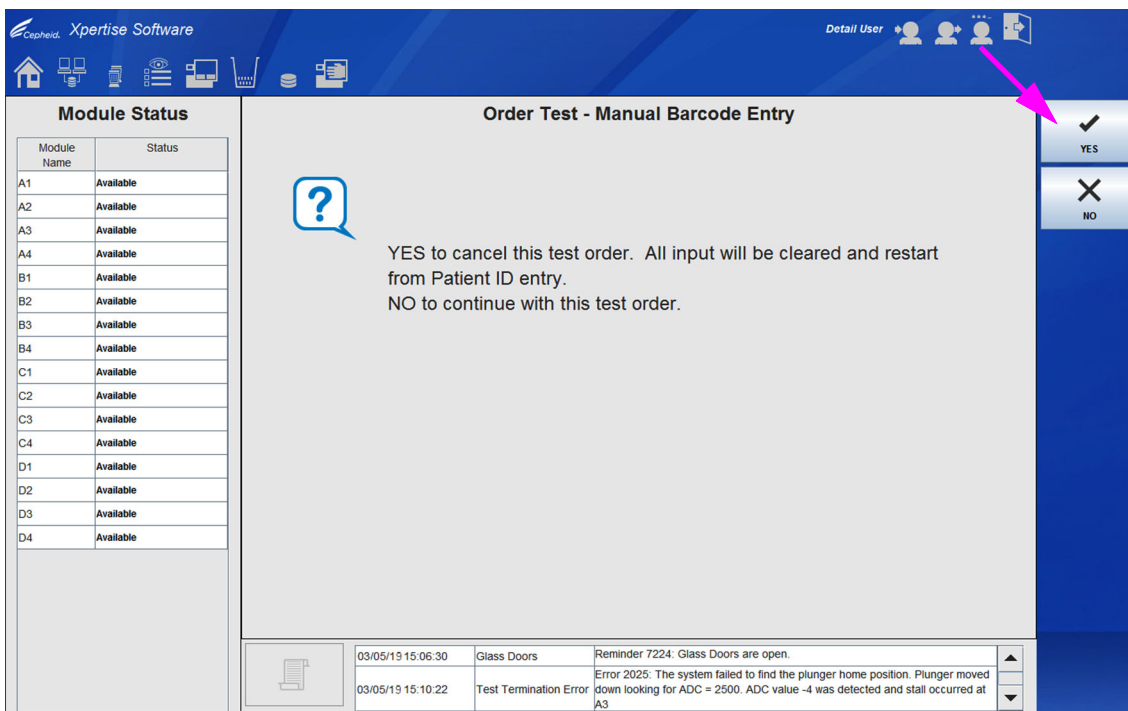 Cepheid. Xpertise Software
Detail User
Module Status
Order Test - Manual Barcode Entry
YES
NO
Module Name Status
A1 Available
A2 Available
A3 Available
A4 Available
B1 Available
B2 Available
B3 Available
B4 Available
C1 Available
C2 Available
C3 Available
C4 Available
D1 Available
D2 Available
D3 Available
D4 Available
YES to cancel this test order. All input will be cleared and restart
from Patient ID entry.
NO to continue with this test order.
03/05/19 15:06:30 Glass Doors Reminder 7224: Glass Doors are open.
03/05/19 15:10:22 Test Termination Error Error 2025: The system failed to find the plunger home position. Plunger moved
down looking for ADC = 2500. ADC value -4 was detected and stall occurred at
A3